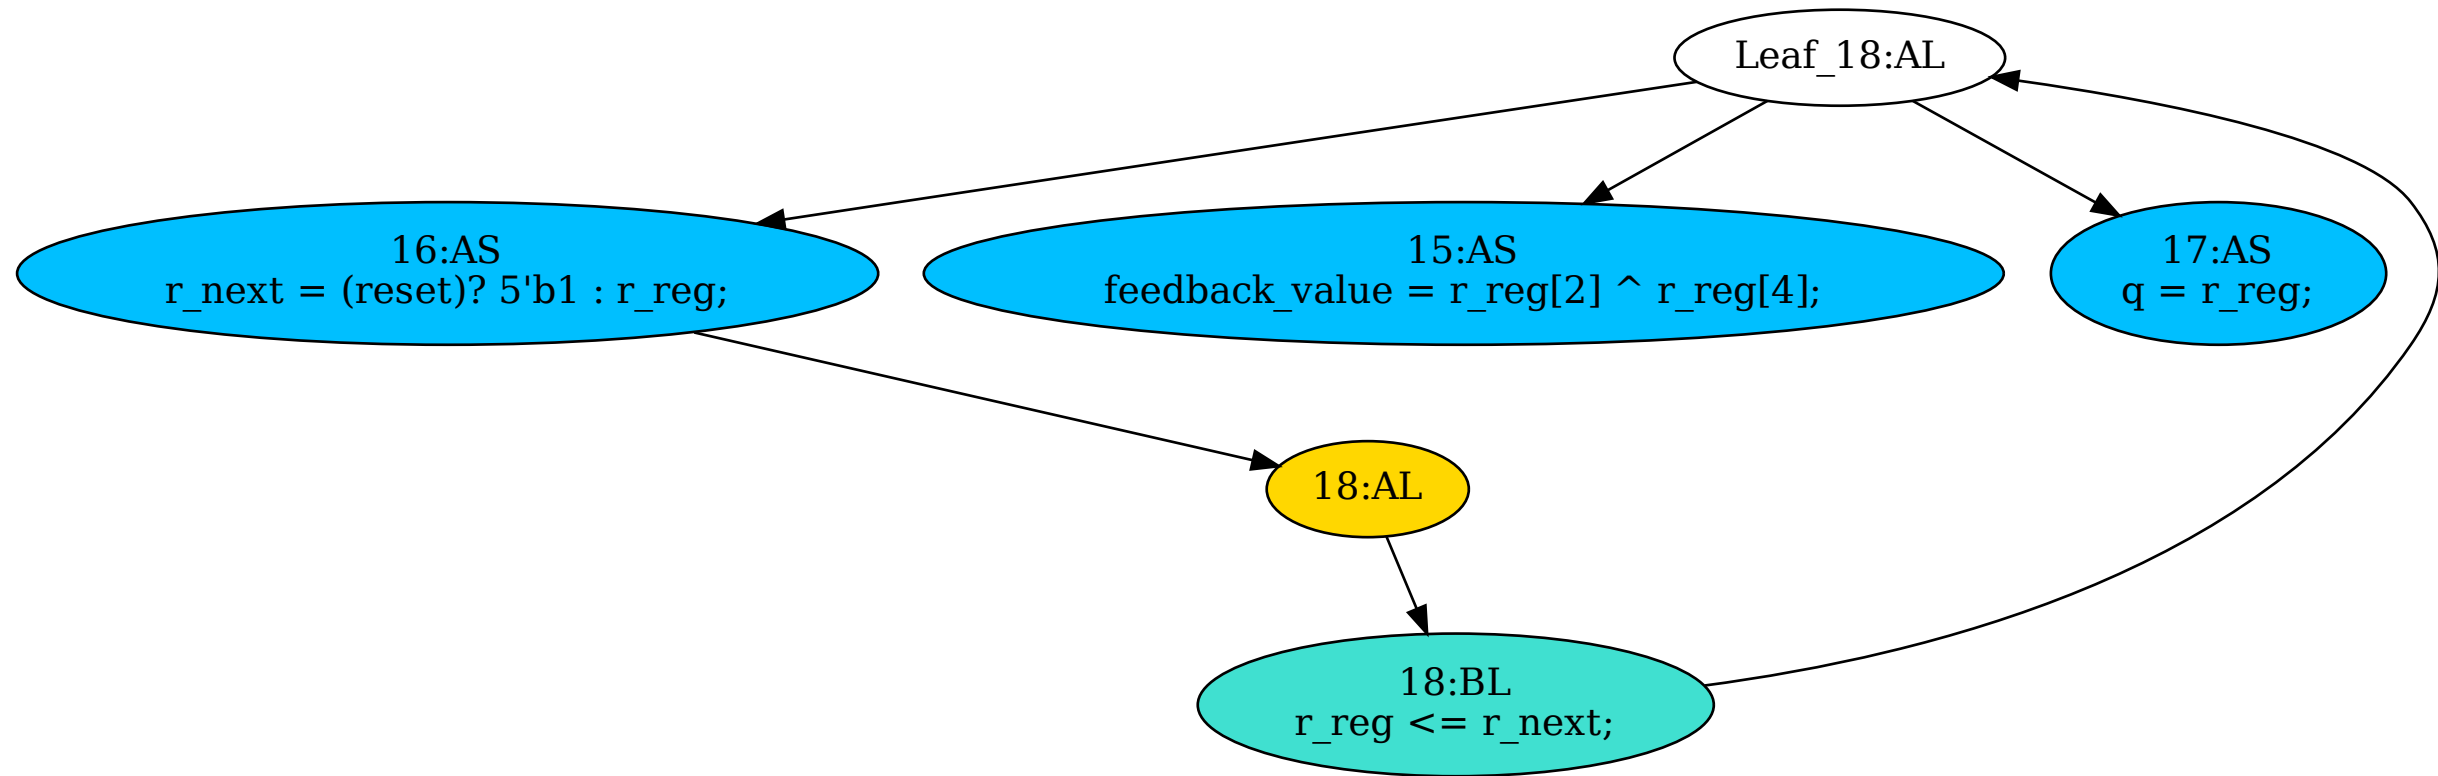 Leaf_18:AL
16:AS
r_next = (reset)? 5'b1 : r_reg;
15:AS
feedback_value = r_reg[2] ^ r_reg[4];
17:AS
q = r_reg;
18:AL
18:BL
r_reg <= r_next;